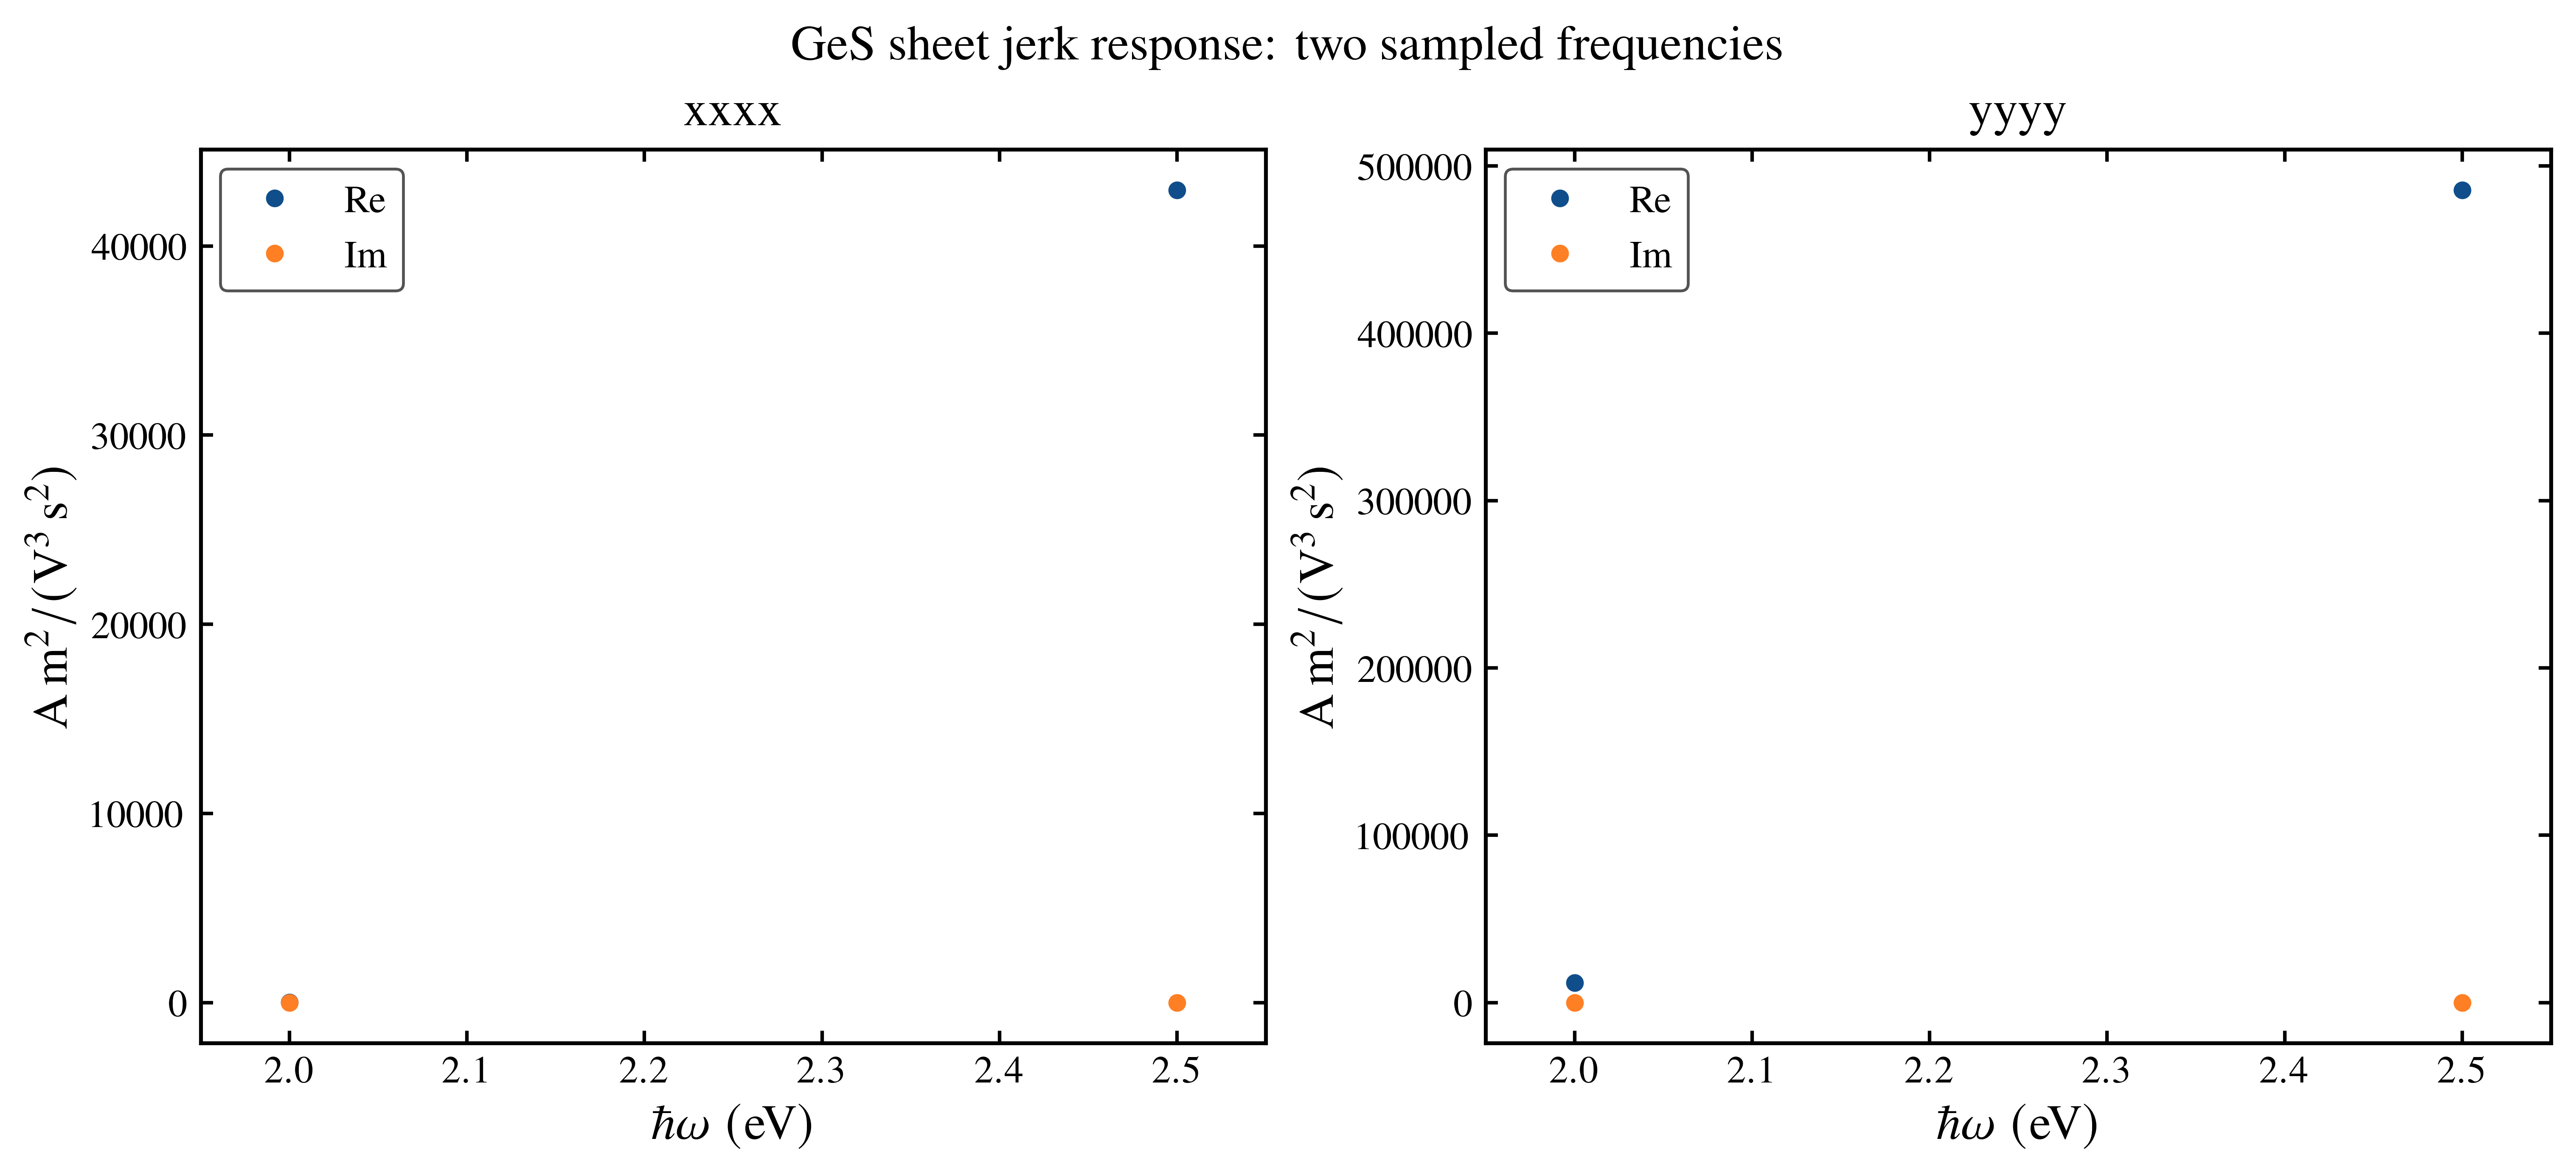 GeS sheet jerk response: two sampled frequencies
xxxx
Re
Im
40000
30000
20000
10000
0
A m²/(V³ s²)
2.0 2.1 2.2 2.3 2.4 2.5
ℏω (eV)
yyyy
Re
Im
500000
400000
300000
200000
100000
0
A m²/(V³ s²)
2.0 2.1 2.2 2.3 2.4 2.5
ℏω (eV)